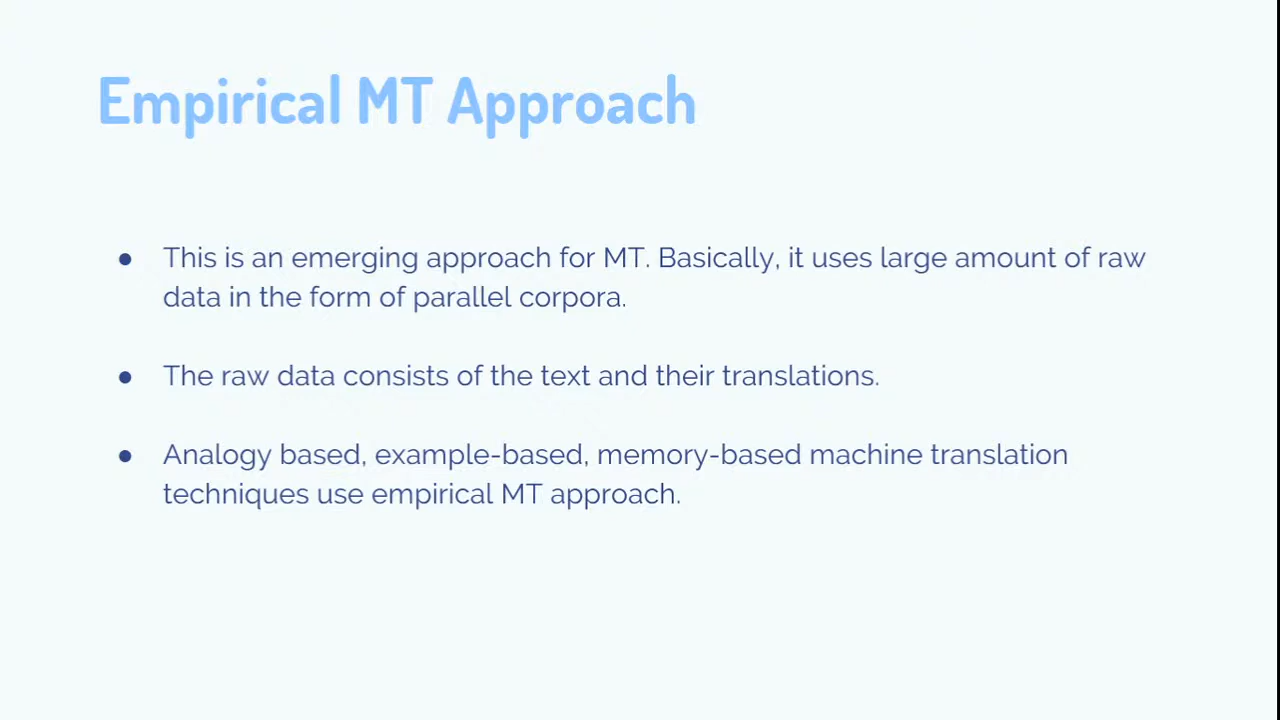 Empirical MT Approach
● This is an emerging approach for MT. Basically, it uses large amount of raw
data in the form of parallel corpora.
● The raw data consists of the text and their translations.
● Analogy based, example-based, memory-based machine translation
techniques use empirical MT approach.